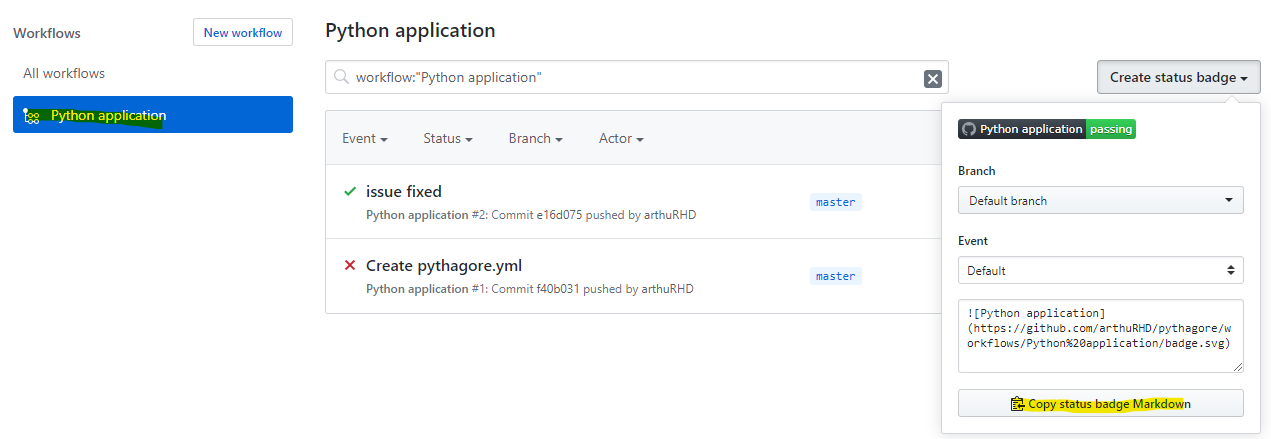 Workflows
New workflow
All workflows
Python application
Python application
workflow:"Python application"
Create status badge
Event
Status
Branch
Actor
issue fixed
Python application #2: Commit e16d075 pushed by arthuRHD
master
Create pythagore.yml
Python application #1: Commit f40b031 pushed by arthuRHD
master
Python application passing
Branch
Default branch
Event
Default
![Python application]
(https://github.com/arthuRHD/pythagore/w
orkflows/Python%20application/badge.svg)
Copy status badge Markdown